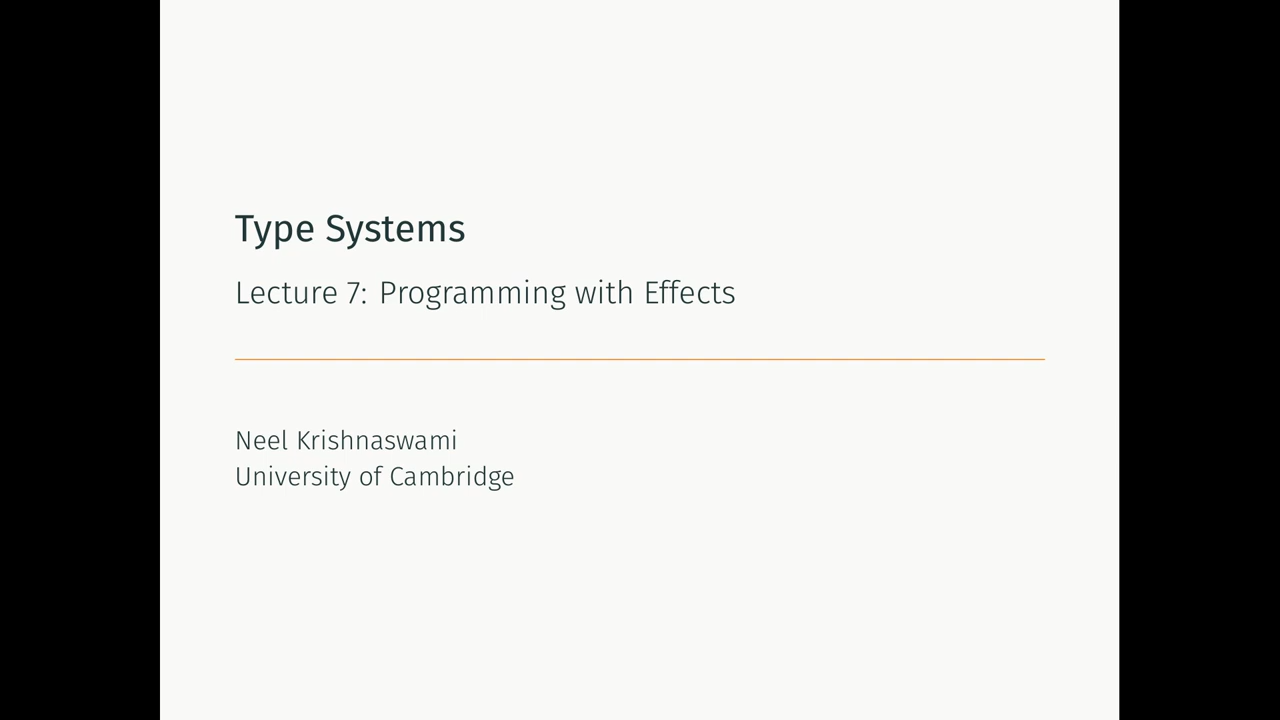 Type Systems
Lecture 7: Programming with Effects
Neel Krishnaswami
University of Cambridge